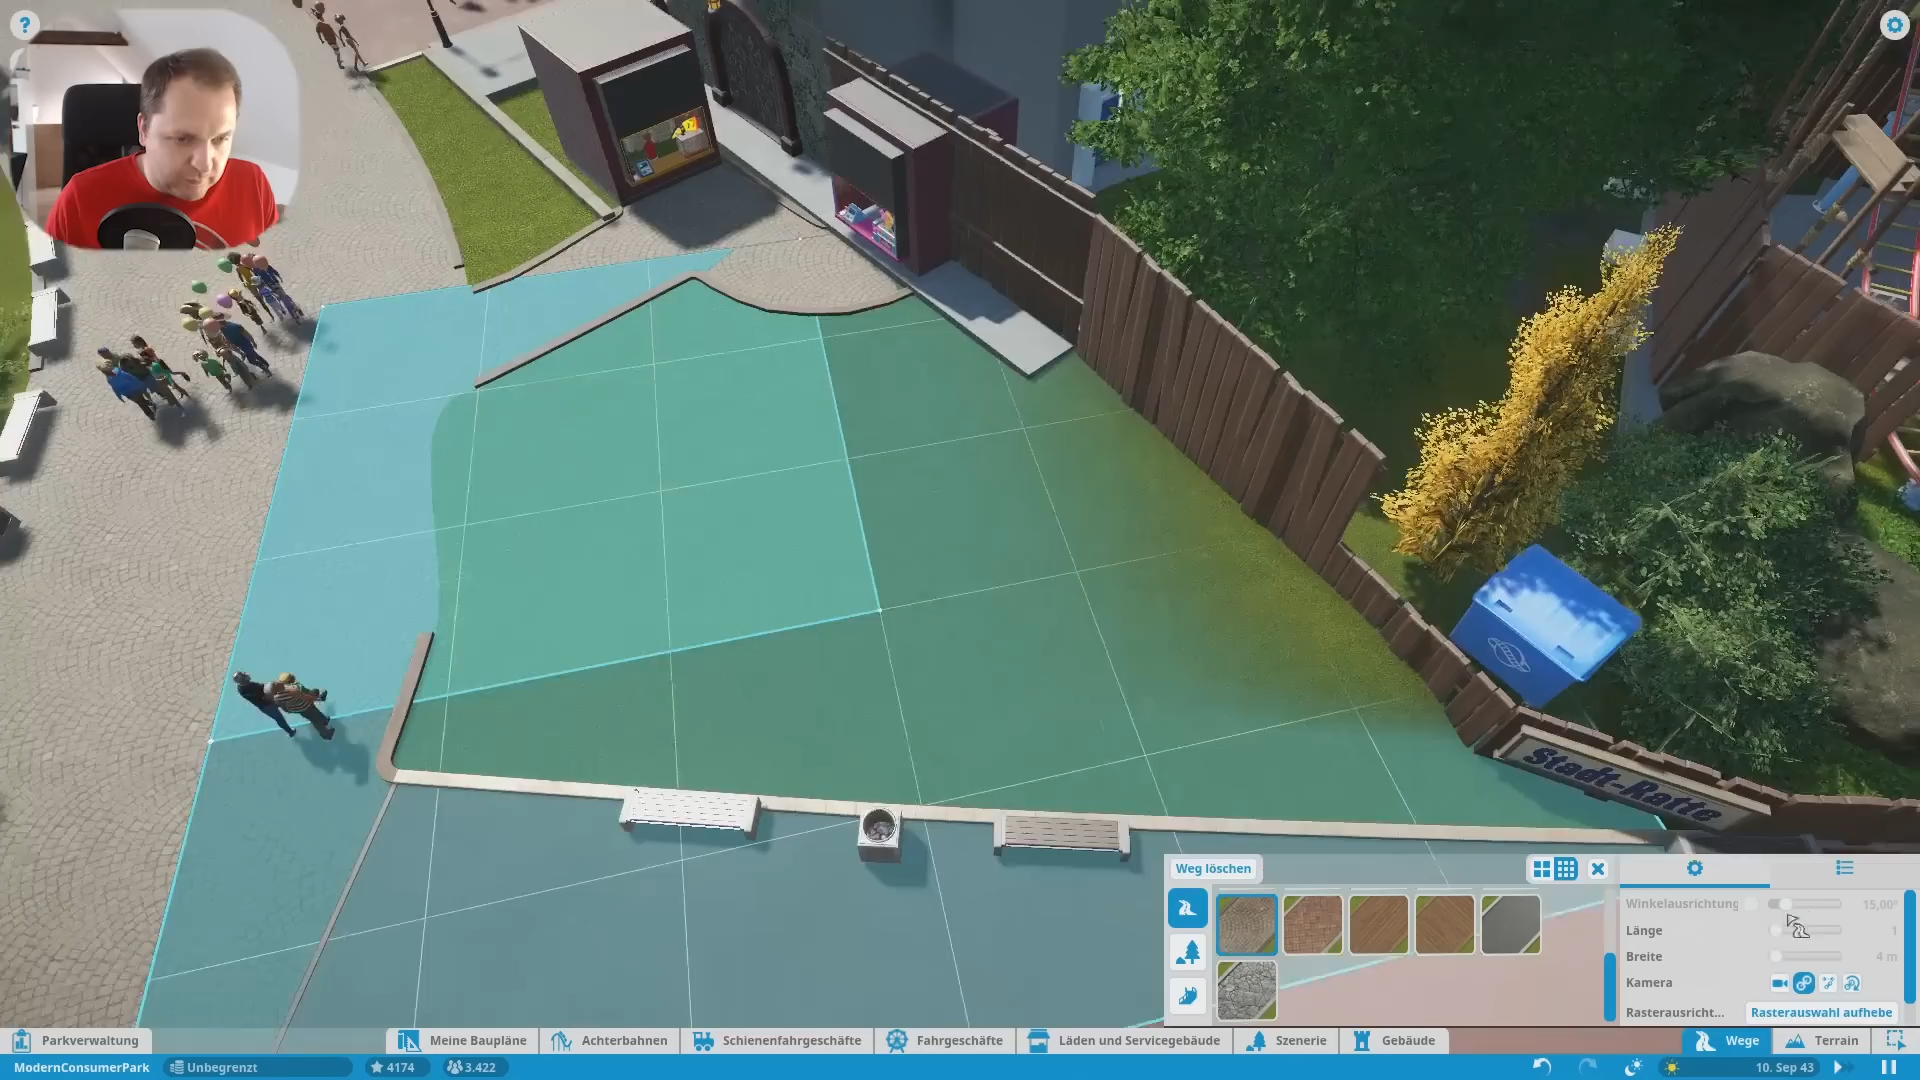 ?
Stadt-Ratte
Weg löschen
Winkelausrichtung 15,00°
Länge 1
Breite 4 m
Kamera
Rasterausricht... Rasterauswahl aufhebe
Parkverwaltung Meine Baupläne Achterbahnen Schienenfahrgeschäfte Fahrgeschäfte Läden und Servicegebäude Szenerie Gebäude Wege Terrain
ModernConsumerPark Unbegrenzt 4174 3.422 10. Sep 43